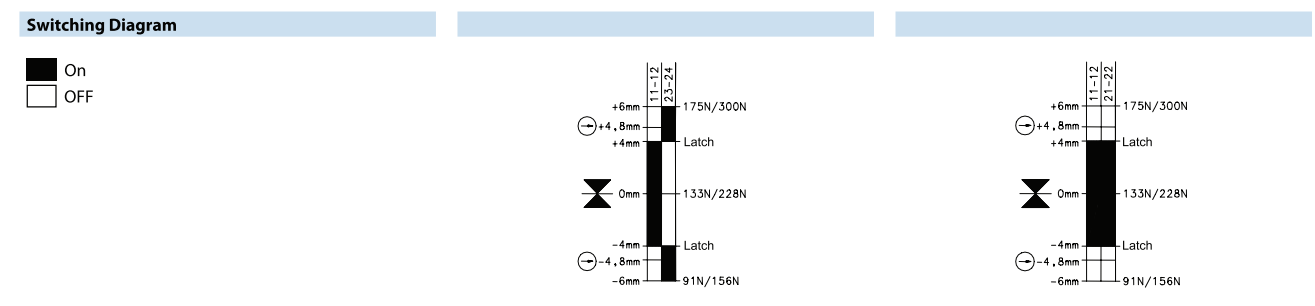 Switching Diagram
On
OFF
11-12
23-24
+6mm 175N/300N
+4,8mm
+4mm Latch
0mm 133N/228N
-4mm Latch
-4,8mm
-6mm 91N/156N
11-12
21-22
+6mm 175N/300N
+4,8mm
+4mm Latch
0mm 133N/228N
-4mm Latch
-4,8mm
-6mm 91N/156N